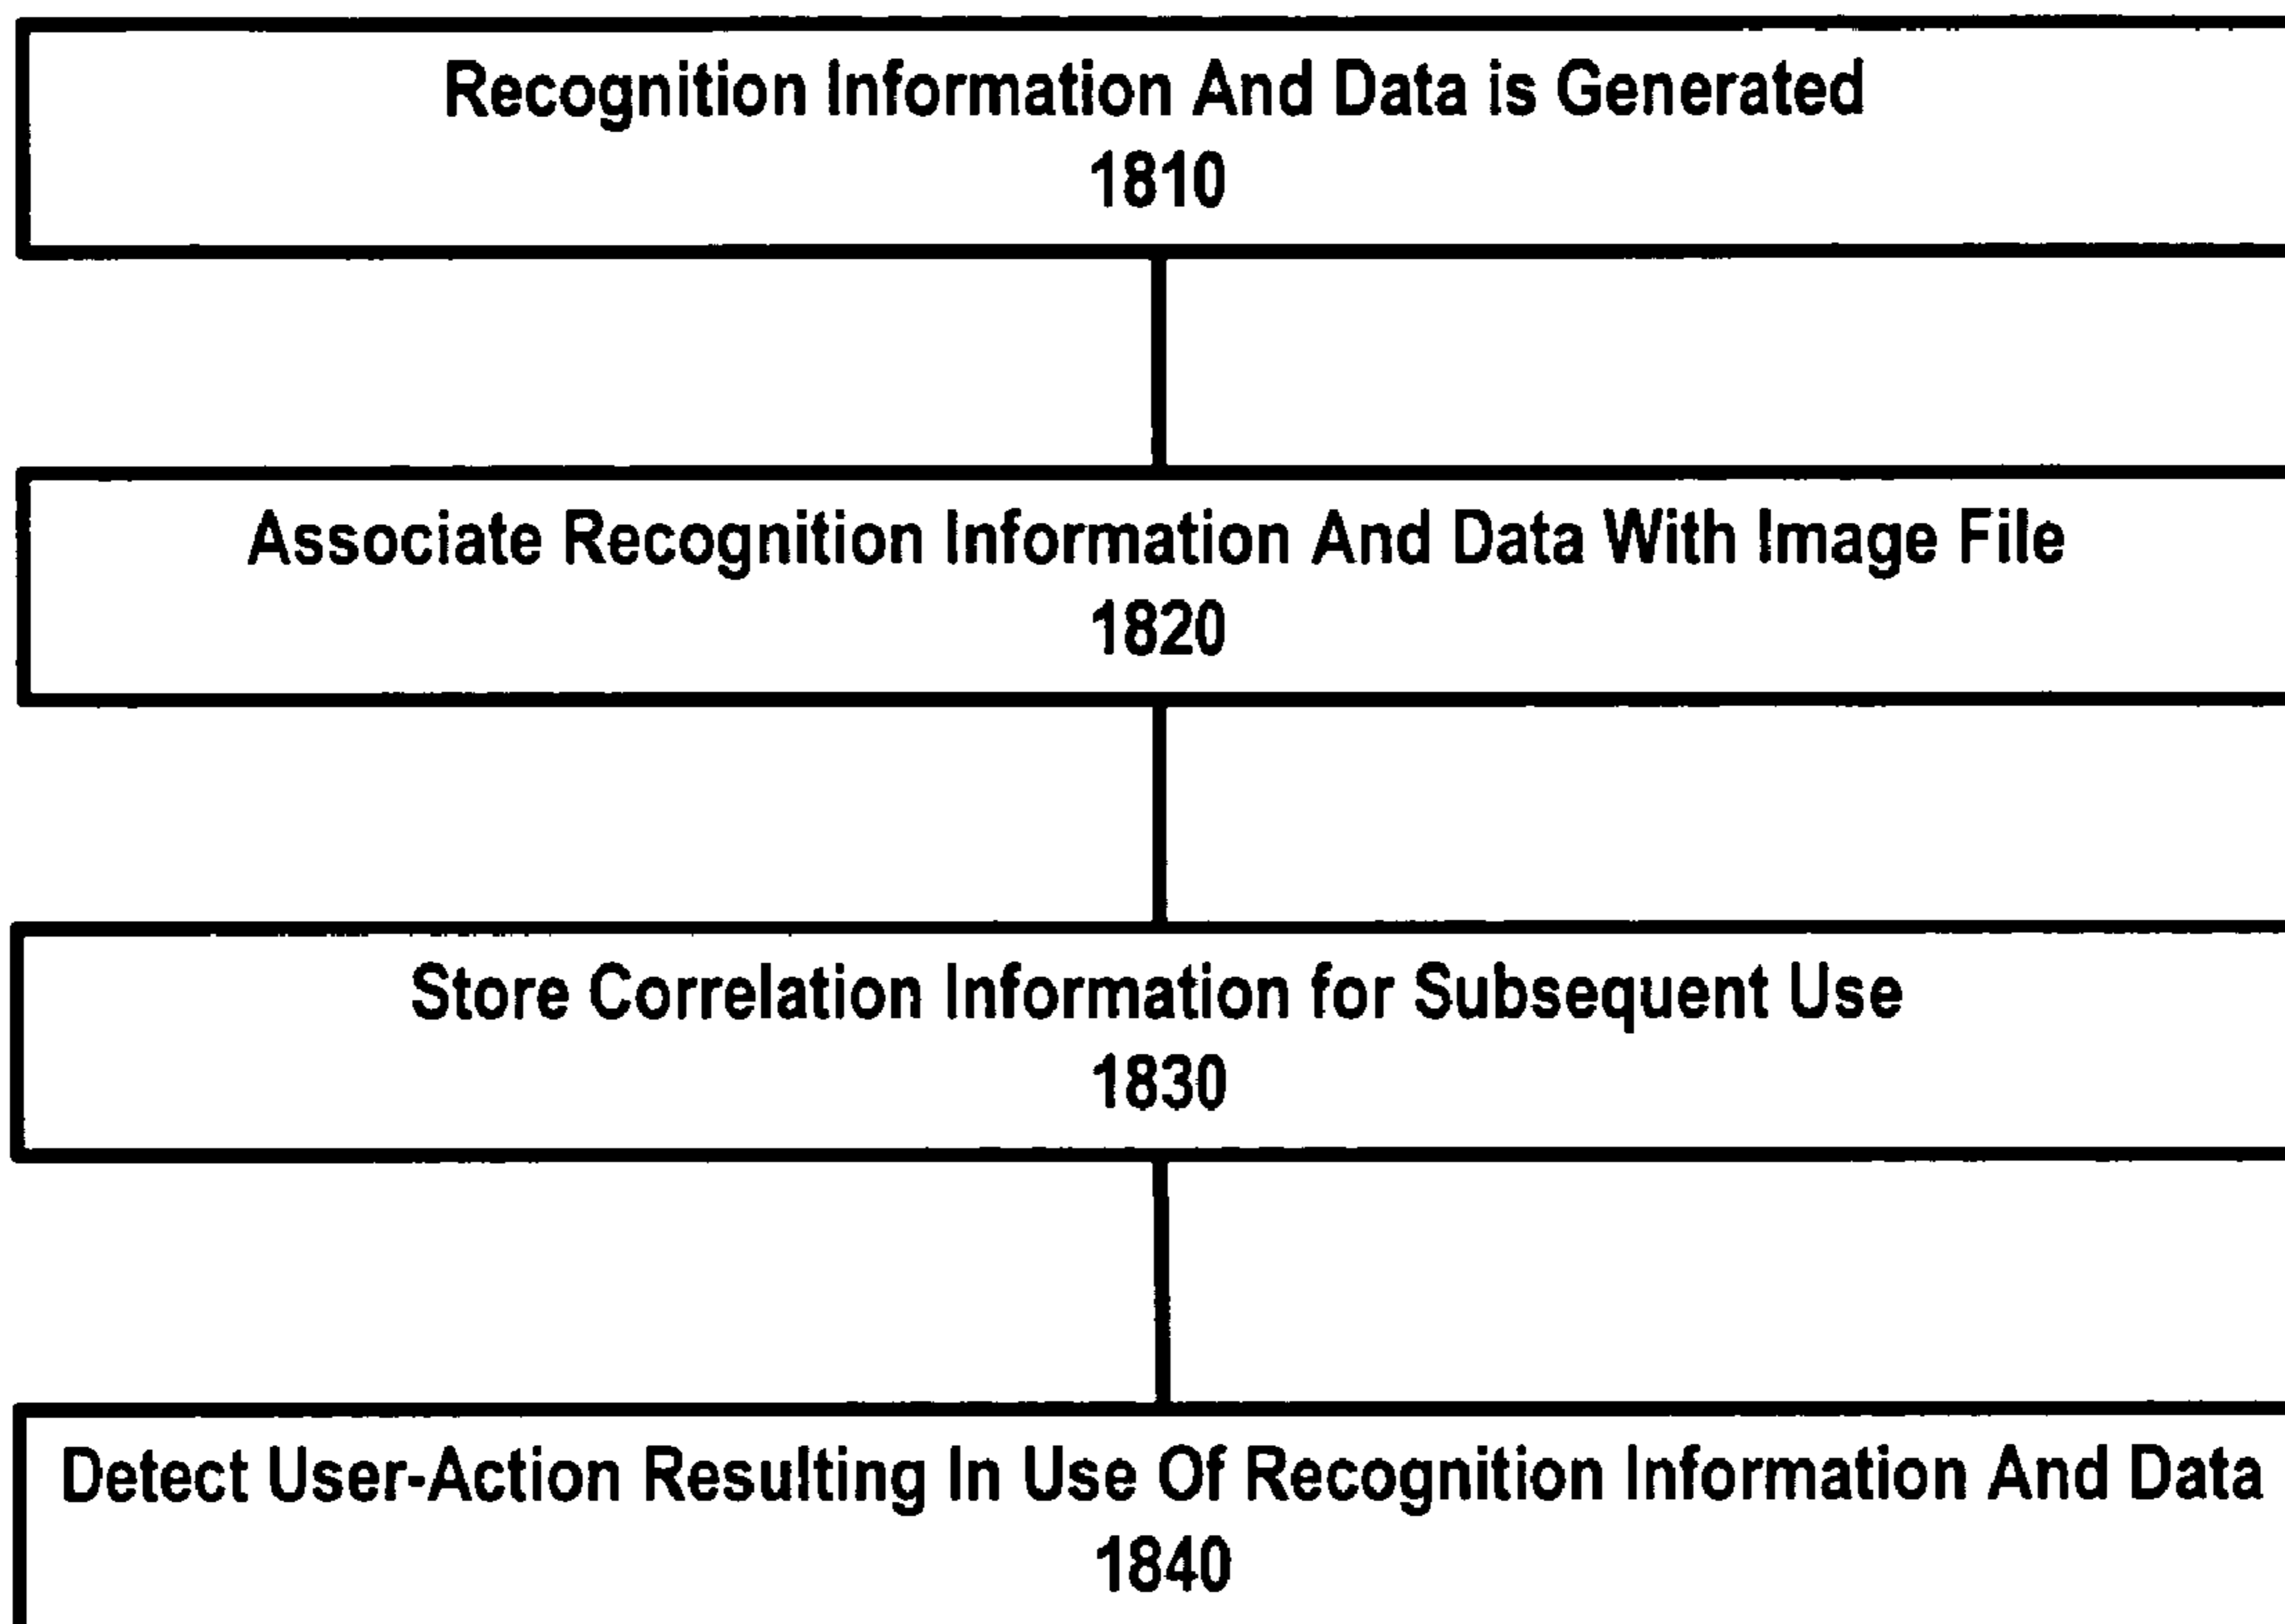 Recognition Information And Data is Generated
1810
Associate Recognition Information And Data With Image File
1820
Store Correlation Information for Subsequent Use
1830
Detect User-Action Resulting In Use Of Recognition Information And Data
1840